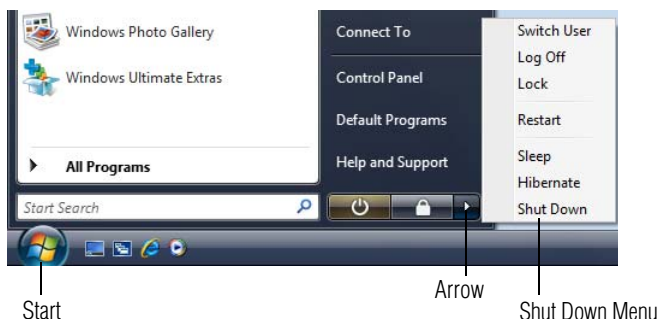 Windows Photo Gallery
Windows Ultimate Extras
All Programs
Start Search
Connect To
Control Panel
Default Programs
Help and Support
Switch User
Log Off
Lock
Restart
Sleep
Hibernate
Shut Down
Start
Arrow
Shut Down Menu